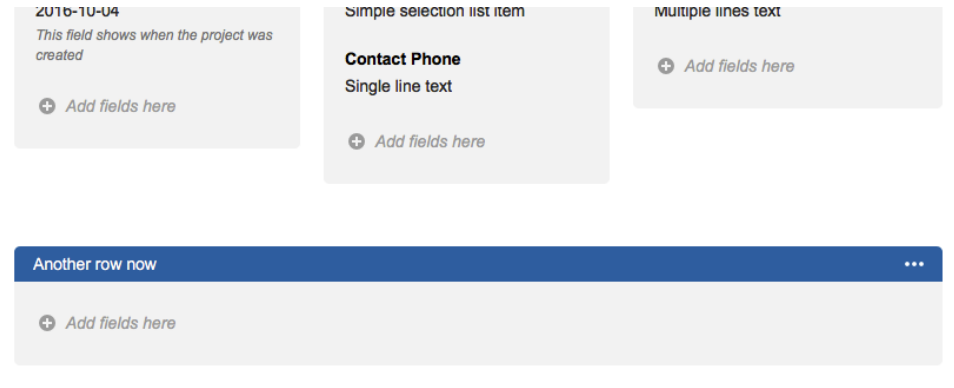 2016-10-04
This field shows when the project was
created
Add fields here
Simple selection list item
Contact Phone
Single line text
Add fields here
Multiple lines text
Add fields here
Another row now
Add fields here